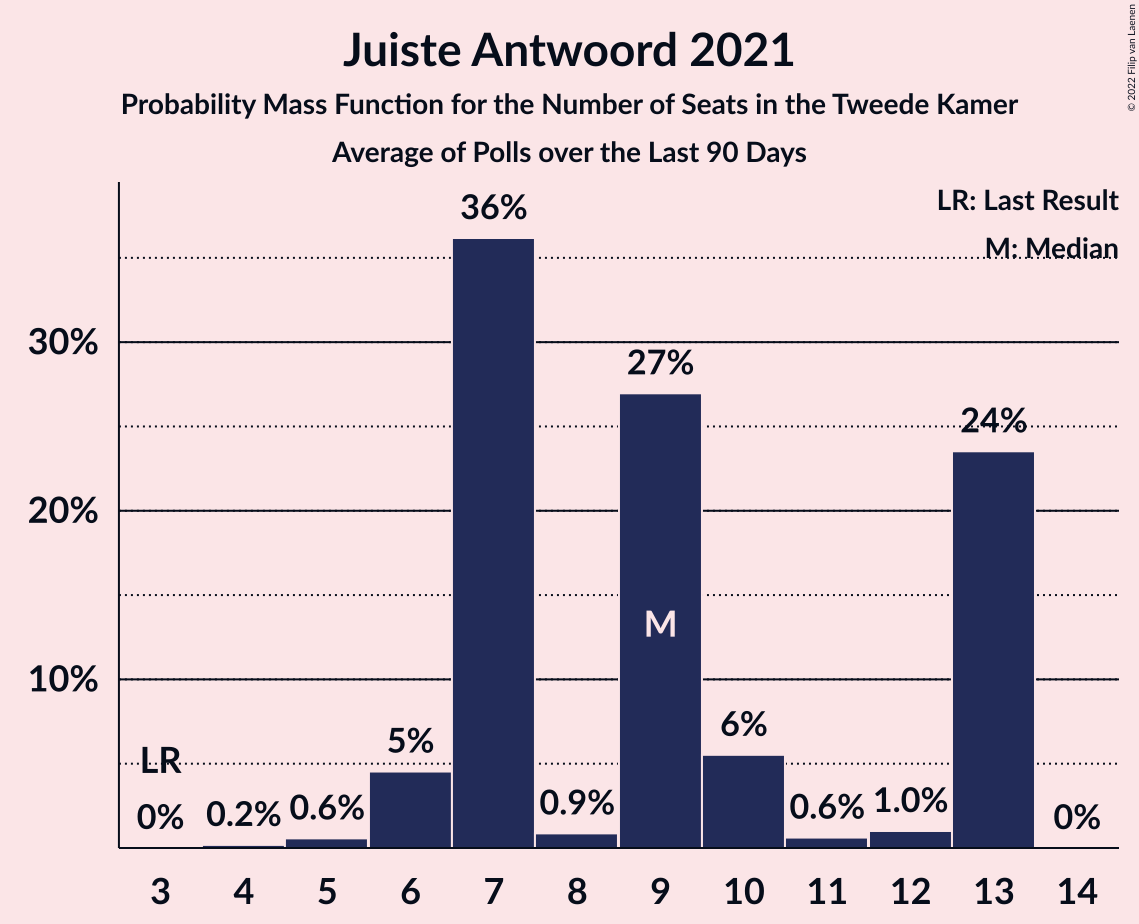 Juiste Antwoord 2021
Probability Mass Function for the Number of Seats in the Tweede Kamer
Average of Polls over the Last 90 Days
© 2022 Filip van Laenen
LR: Last Result
M: Median
30%
20%
10%
LR
0%
0.2%
0.6%
5%
36%
0.9%
27%
M
6%
0.6%
1.0%
24%
0%
3 4 5 6 7 8 9 10 11 12 13 14